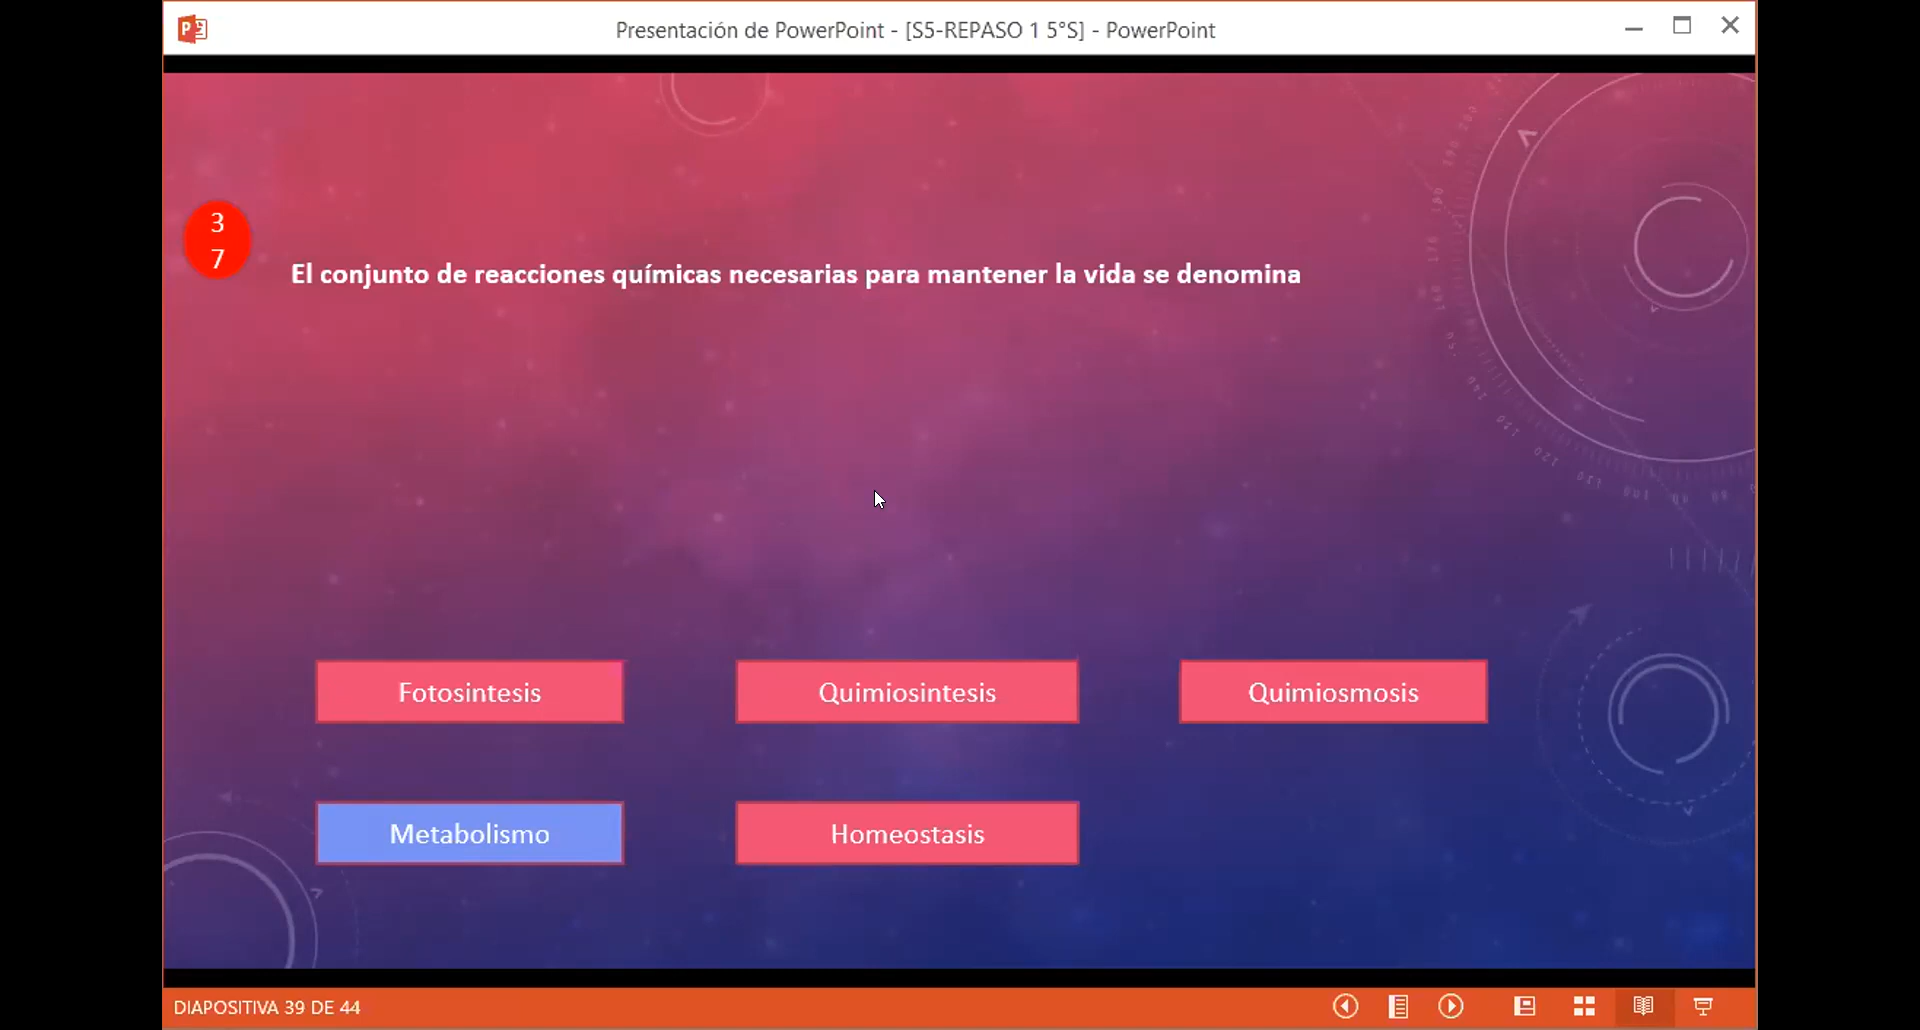 Presentación de PowerPoint - [S5-REPASO 1 5°S] - PowerPoint
3
7
El conjunto de reacciones químicas necesarias para mantener la vida se denomina
Fotosintesis
Quimiosintesis
Quimiosmosis
Metabolismo
Homeostasis
DIAPOSITIVA 39 DE 44